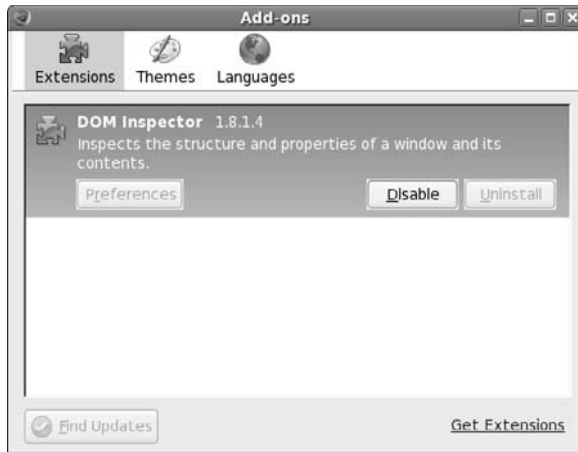 Add-ons
Extensions Themes Languages
DOM Inspector 1.8.1.4
Inspects the structure and properties of a window and its
contents.
Preferences Disable Uninstall
Find Updates Get Extensions